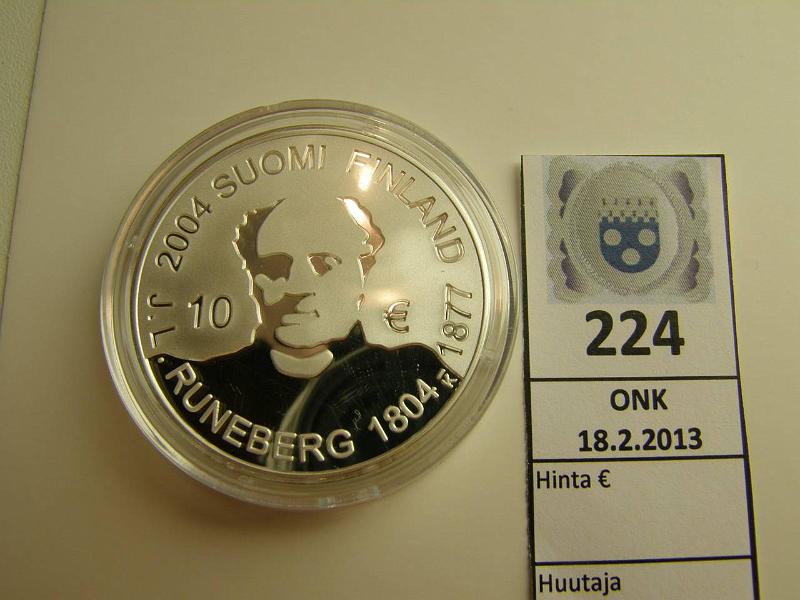 2004 SUOMI FINLAND
10 €
J.L. RUNEBERG 1804
1877
K
224
ONK
18.2.2013
Hinta €
Huutaja